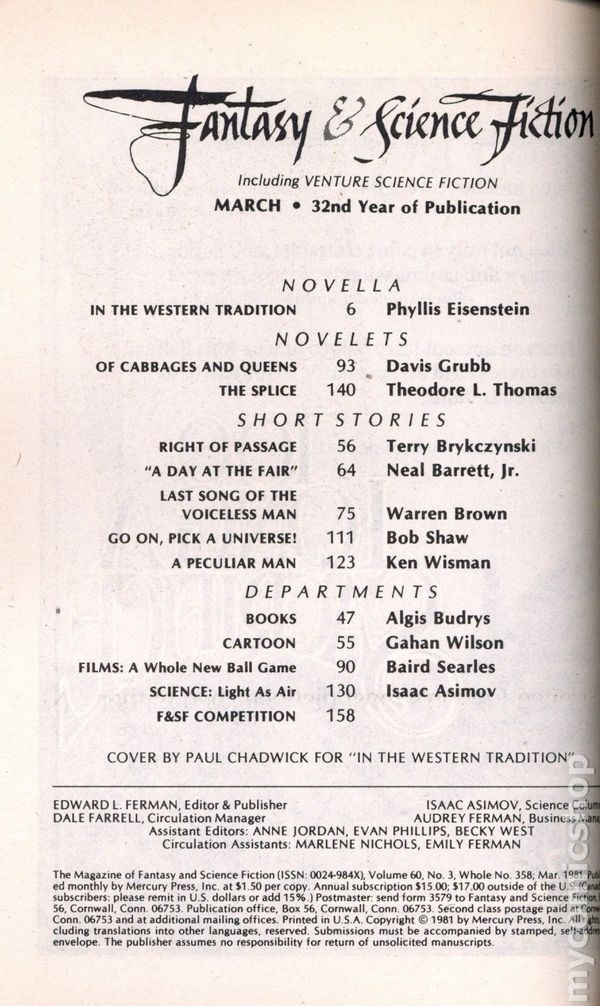 Fantasy & Science Fiction
Including VENTURE SCIENCE FICTION
MARCH • 32nd Year of Publication
NOVELLA
IN THE WESTERN TRADITION 6 Phyllis Eisenstein
NOVELETS
OF CABBAGES AND QUEENS 93 Davis Grubb
THE SPLICE 140 Theodore L. Thomas
SHORT STORIES
RIGHT OF PASSAGE 56 Terry Brykczynski
"A DAY AT THE FAIR" 64 Neal Barrett, Jr.
LAST SONG OF THE
VOICELESS MAN 75 Warren Brown
GO ON, PICK A UNIVERSE! 111 Bob Shaw
A PECULIAR MAN 123 Ken Wisman
DEPARTMENTS
BOOKS 47 Algis Budrys
CARTOON 55 Gahan Wilson
FILMS: A Whole New Ball Game 90 Baird Searles
SCIENCE: Light As Air 130 Isaac Asimov
F&SF COMPETITION 158
COVER BY PAUL CHADWICK FOR "IN THE WESTERN TRADITION"
EDWARD L. FERMAN, Editor & Publisher ISAAC ASIMOV, Science
DALE FARRELL, Circulation Manager AUDREY FERMAN, Business
Assistant Editors: ANNE JORDAN, EVAN PHILLIPS, BECKY WEST
Circulation Assistants: MARLENE NICHOLS, EMILY FERMAN
The Magazine of Fantasy and Science Fiction (ISSN: 0024-984X), Volume 60, No. 3, Whole No. 358; Mar. 1981.
ed monthly by Mercury Press, Inc. at $1.50 per copy. Annual subscription $15.00; $17.00 outside of the U.S.
subscribers: please remit in U.S. dollars or add 15%.) Postmaster: send form 3579 to Fantasy and Science Fiction,
56, Cornwall, Conn. 06753. Publication office, Box 56, Cornwall, Conn. 06753. Second class postage paid at
Conn. 06753 and at additional mailing offices. Printed in U.S.A. Copyright © 1981 by Mercury Press, Inc. All
cluding translations into other languages, reserved. Submissions must be accompanied by stamped,
envelope. The publisher assumes no responsibility for return of unsolicited manuscripts.
mycomicshop